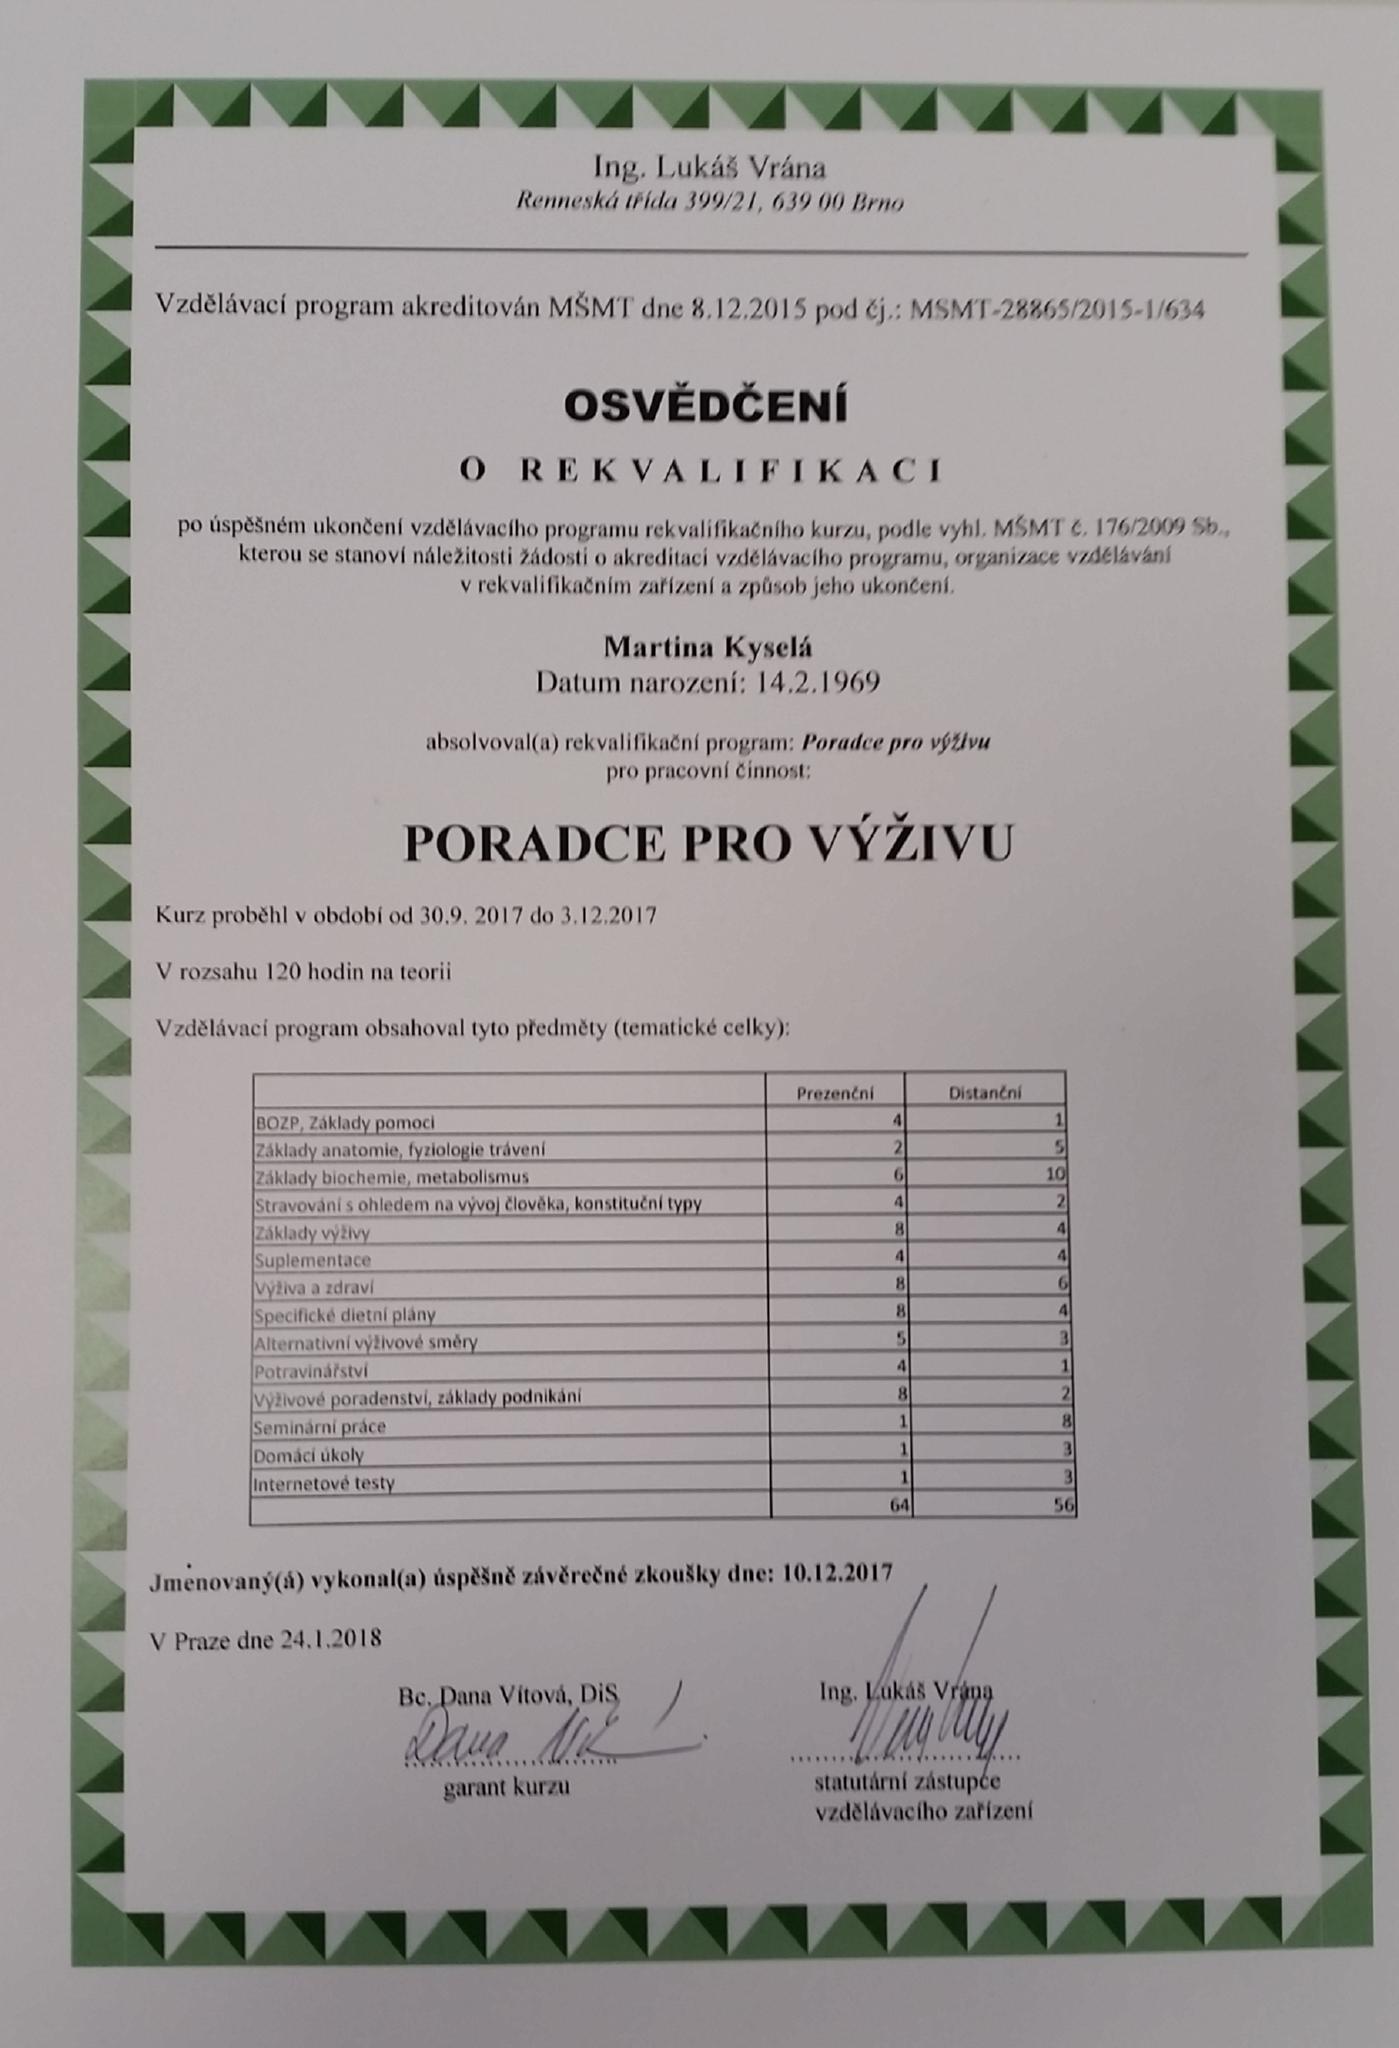 Ing. Lukáš Vrána
Renneská třída 399/21, 639 00 Brno
Vzdělávací program akreditován MŠMT dne 8.12.2015 pod čj.: MSMT-28865/2015-1/634
OSVĚDČENÍ
O REKVALIFIKACI
po úspěšném ukončení vzdělávacího programu rekvalifikačního kurzu, podle vyhl. MŠMT č. 176/2009 Sb.,
kterou se stanoví náležitosti žádosti o akreditaci vzdělávacího programu, organizace vzdělávání
v rekvalifikačním zařízení a způsob jeho ukončení.
Martina Kyselá
Datum narození: 14.2.1969
absolvoval(a) rekvalifikační program: Poradce pro výživu
pro pracovní činnost:
PORADCE PRO VÝŽIVU
Kurz proběhl v období od 30.9. 2017 do 3.12.2017
V rozsahu 120 hodin na teorii
Vzdělávací program obsahoval tyto předměty (tematické celky):
Prezenční Distanční
BOZP, Základy pomoci 4 1
Základy anatomie, fyziologie trávení 2 5
Základy biochemie, metabolismus 6 10
Stravování s ohledem na vývoj člověka, konstituční typy 4 2
Základy výživy 8 4
Suplementace 4 4
Výživa a zdraví 8 6
Specifické dietní plány 8 4
Alternativní výživové směry 5 3
Potravinářství 4 1
Výživové poradenství, základy podnikání 8 2
Seminární práce 1 8
Domácí úkoly 1 3
Internetové testy 1 3
64 56
Jmenovaný(á) vykonal(a) úspěšně závěrečné zkoušky dne: 10.12.2017
V Praze dne 24.1.2018
Bc. Dana Vítová, DiS Ing. Lukáš Vrána
Dana
garant kurzu statutární zástupce
vzdělávacího zařízení